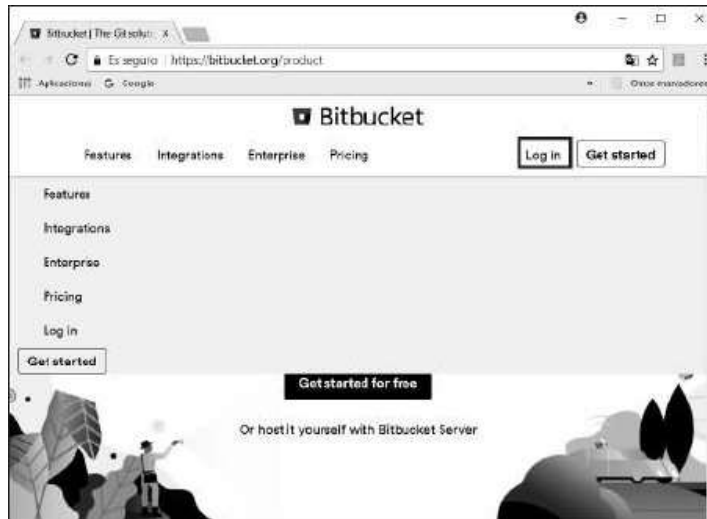 Bitbucket | The Git solut: X
Es seguro https://bitbucket.org/product
Aplicaciones G Google Otros marcadores
Bitbucket
Features Integrations Enterprise Pricing Log in Get started
Features
Integrations
Enterprise
Pricing
Log in
Get started
Get started for free
Or host it yourself with Bitbucket Server